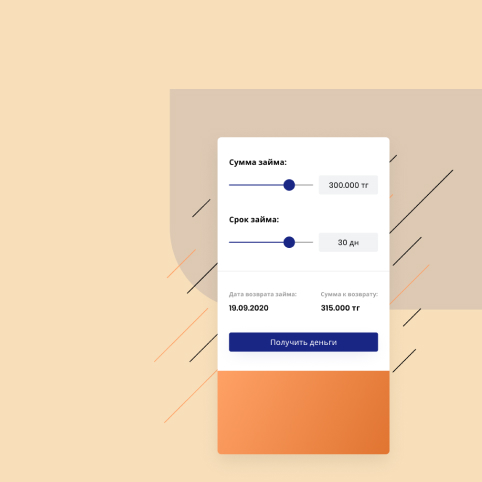 Сумма займа:
300.000 тг
Срок займа:
30 дн
Дата возврата займа: Сумма к возврату:
19.09.2020 315.000 тг
Получить деньги